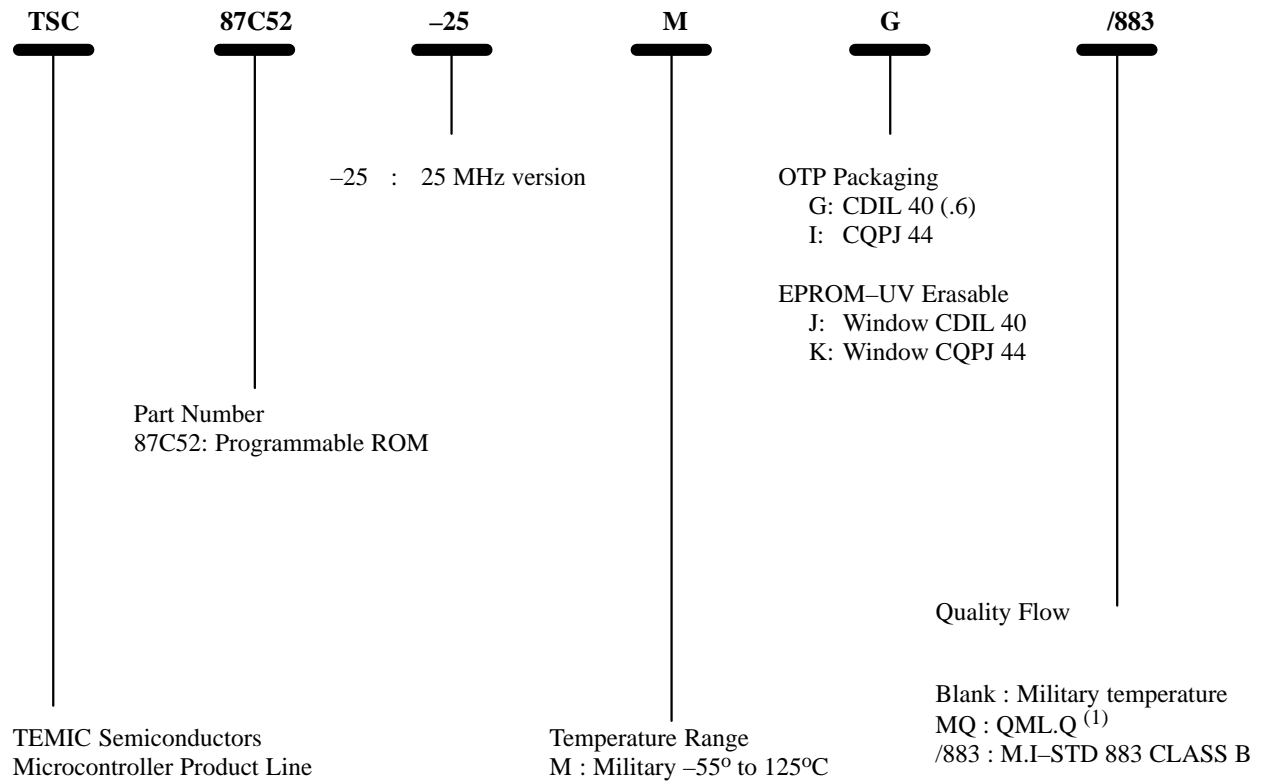 TSC 87C52 –25 M G /883
–25 : 25 MHz version
OTP Packaging
G: CDIL 40 (.6)
I: CQPJ 44
EPROM–UV Erasable
J: Window CDIL 40
K: Window CQPJ 44
Part Number
87C52: Programmable ROM
Quality Flow
Blank : Military temperature
MQ : QML.Q (1)
/883 : M.I–STD 883 CLASS B
TEMIC Semiconductors
Microcontroller Product Line
Temperature Range
M : Military –55o to 125oC